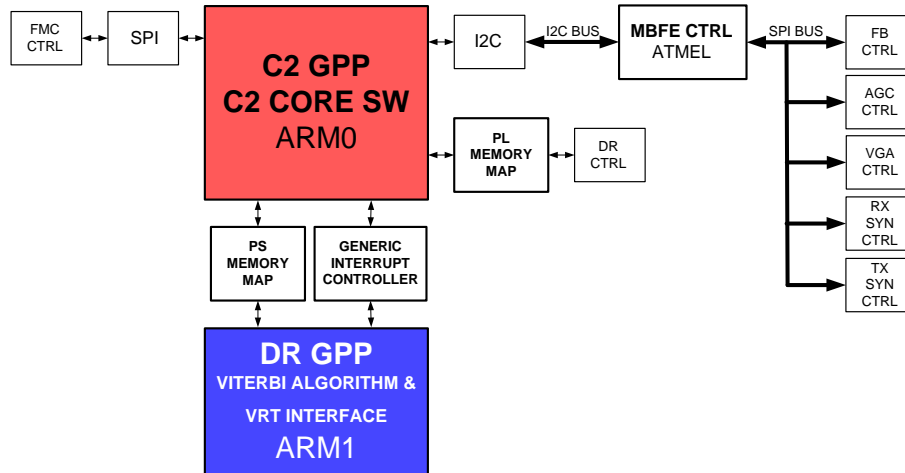 FMC
CTRL
SPI
C2 GPP
C2 CORE SW
ARM0
I2C
I2C BUS
MBFE CTRL
ATMEL
SPI BUS
FB
CTRL
AGC
CTRL
VGA
CTRL
RX
SYN
CTRL
TX
SYN
CTRL
PL
MEMORY
MAP
DR
CTRL
PS
MEMORY
MAP
GENERIC
INTERRUPT
CONTROLLER
DR GPP
VITERBI ALGORITHM &
VRT INTERFACE
ARM1